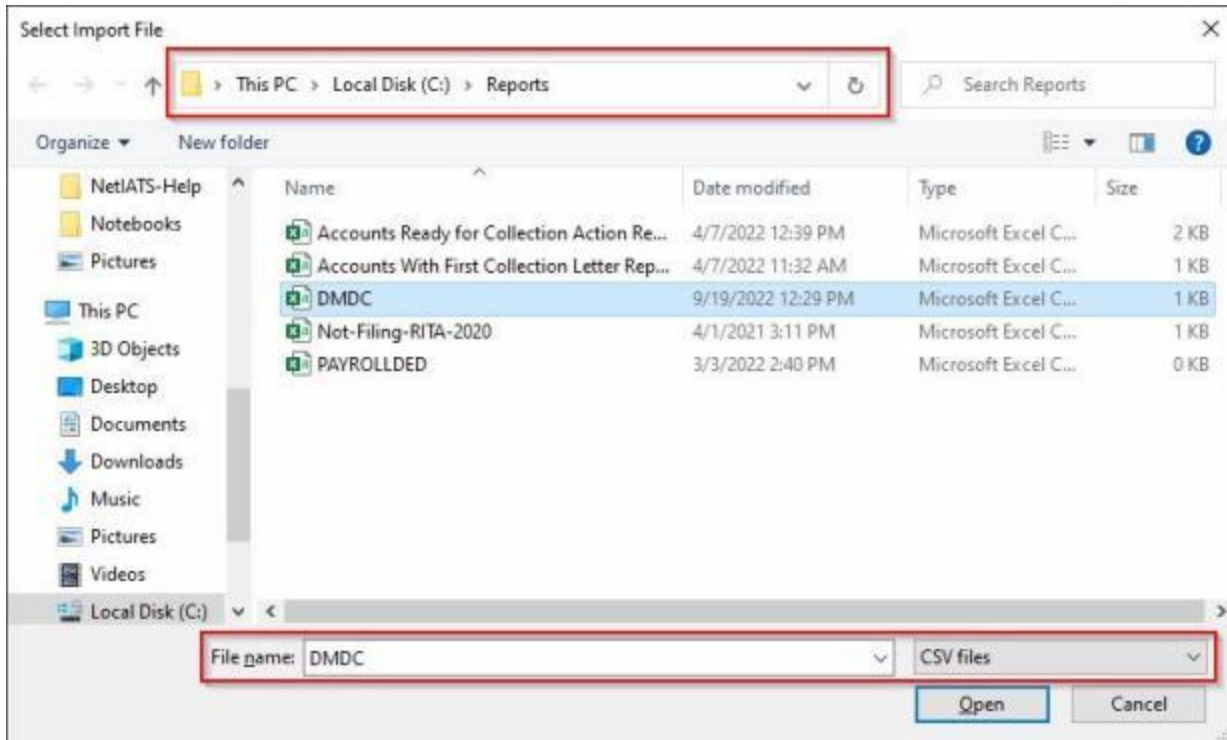 Select Import File
This PC > Local Disk (C:) > Reports
Search Reports
Organize New folder
Name Date modified Type Size
NetIATS-Help
Notebooks
Pictures
This PC
3D Objects
Desktop
Documents
Downloads
Music
Pictures
Videos
Local Disk (C:)
Accounts Ready for Collection Action Re... 4/7/2022 12:39 PM Microsoft Excel C... 2 KB
Accounts With First Collection Letter Rep... 4/7/2022 11:32 AM Microsoft Excel C... 1 KB
DMDC 9/19/2022 12:29 PM Microsoft Excel C... 1 KB
Not-Filing-RITA-2020 4/1/2021 3:11 PM Microsoft Excel C... 1 KB
PAYROLLDED 3/3/2022 2:40 PM Microsoft Excel C... 0 KB
File name: DMDC CSV files
Open Cancel